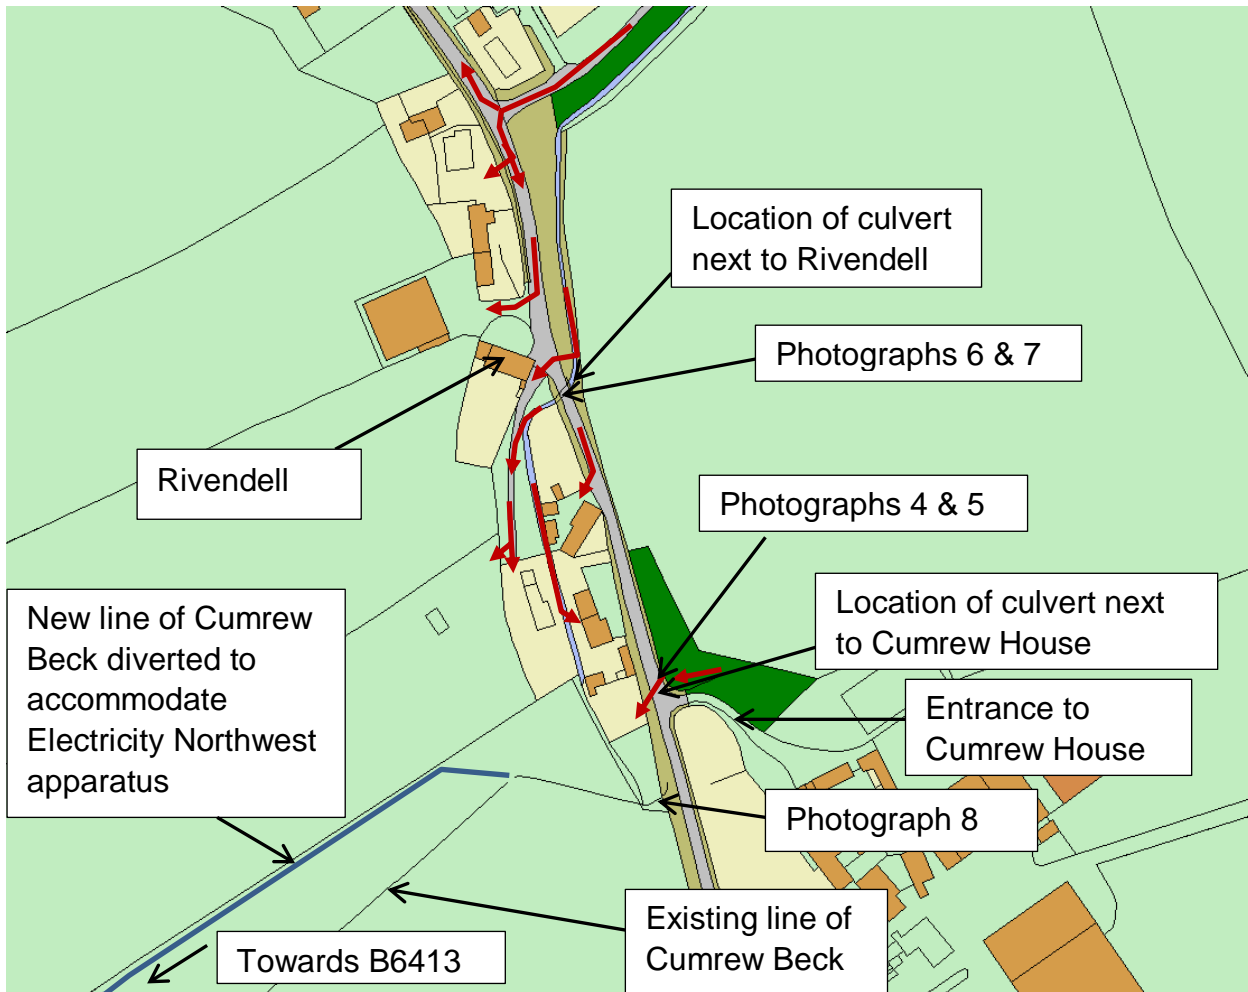 Location of culvert
next to Rivendell
Photographs 6 & 7
Rivendell
Photographs 4 & 5
New line of Cumrew
Beck diverted to
accommodate
Electricity Northwest
apparatus
Location of culvert next
to Cumrew House
Entrance to
Cumrew House
Photograph 8
Existing line of
Cumrew Beck
Towards B6413